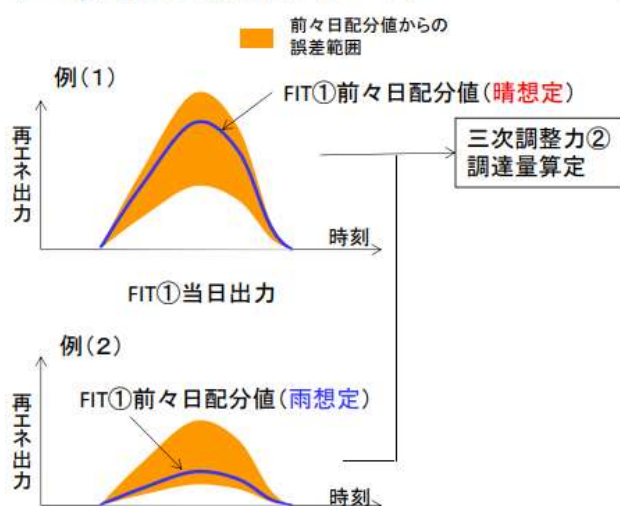 前々日配分値からの
誤差範囲
例(1)
FIT①前々日配分値(晴想定)
再エネ出力
三次調整力②
調達量算定
時刻
FIT①当日出力
例(2)
FIT①前々日配分値(雨想定)
再エネ出力
時刻